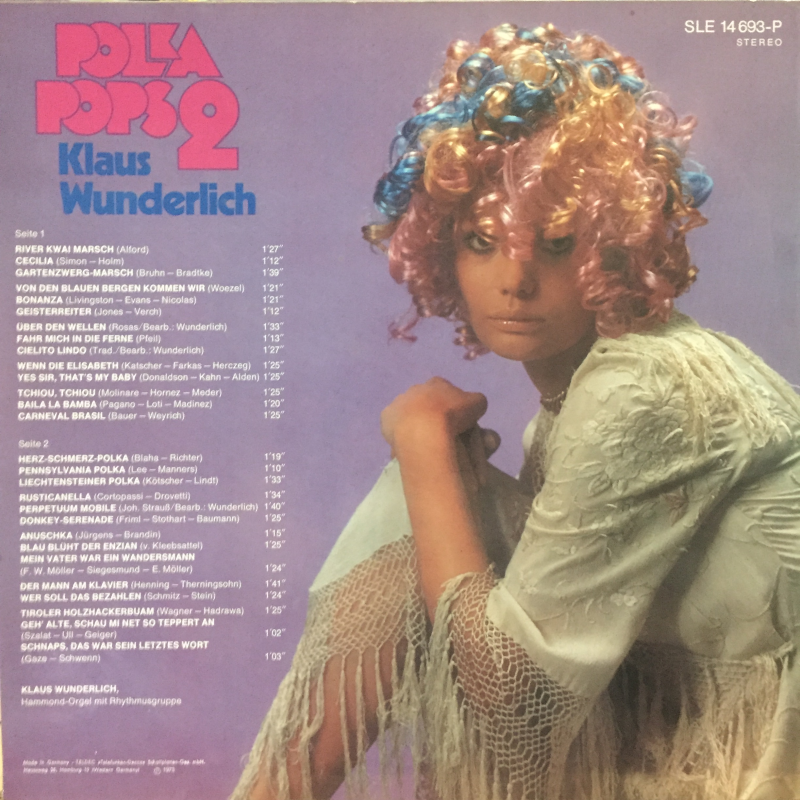 POLKA
POPS 2
Klaus
Wunderlich
SLE 14 693-P
STEREO
Seite 1
RIVER KWAI MARSCH (Alford) 1'27"
CECILIA (Simon – Holm) 1'12"
GARTENZWERG-MARSCH (Bruhn – Bradtke) 1'39"
VON DEN BLAUEN BERGEN KOMMEN WIR (Woezel) 1'21"
BONANZA (Livingston – Evans – Nicolas) 1'21"
GEISTERREITER (Jones – Verch) 1'12"
ÜBER DEN WELLEN (Rosas/Bearb.: Wunderlich) 1'33"
FAHR MICH IN DIE FERNE (Pfeil) 1'13"
CIELITO LINDO (Trad./Bearb.: Wunderlich) 1'27"
WENN DIE ELISABETH (Katscher – Farkas – Herczeg) 1'25"
YES SIR, THAT'S MY BABY (Donaldson – Kahn – Alden) 1'25"
TCHIOU, TCHIOU (Molinare – Hornez – Meder) 1'25"
BAILA LA BAMBA (Pagano – Loti – Madinez) 1'20"
CARNEVAL BRASIL (Bauer – Weyrich) 1'25"
Seite 2
HERZ-SCHMERZ-POLKA (Blaha – Richter) 1'19"
PENNSYLVANIA POLKA (Lee – Manners) 1'10"
LIECHTENSTEINER POLKA (Kötscher – Lindt) 1'33"
RUSTICANELLA (Cortopassi – Drovetti) 1'34"
PERPETUUM MOBILE (Joh. Strauß/Bearb.: Wunderlich) 1'40"
DONKEY-SERENADE (Friml – Stothart – Baumann) 1'25"
ANUSCHKA (Jürgens – Brandin) 1'15"
BLAU BLÜHT DER ENZIAN (v. Kleebsattel) 1'25"
MEIN VATER WAR EIN WANDERSMANN
(F. W. Möller – Siegesmund – E. Möller) 1'24"
DER MANN AM KLAVIER (Henning – Therningsohn) 1'41"
WER SOLL DAS BEZAHLEN (Schmitz – Stein) 1'24"
TIROLER HOLZHACKERBUAM (Wagner – Hadrawa) 1'25"
GEH' ALTE, SCHAU MI NET SO TEPPERT AN
(Szalat – Uli – Geiger) 1'02"
SCHNAPS, DAS WAR SEIN LETZTES WORT
(Gaze – Schwenn) 1'03"
KLAUS WUNDERLICH,
Hammond-Orgel mit Rhythmusgruppe
Made in Germany
Hamburg